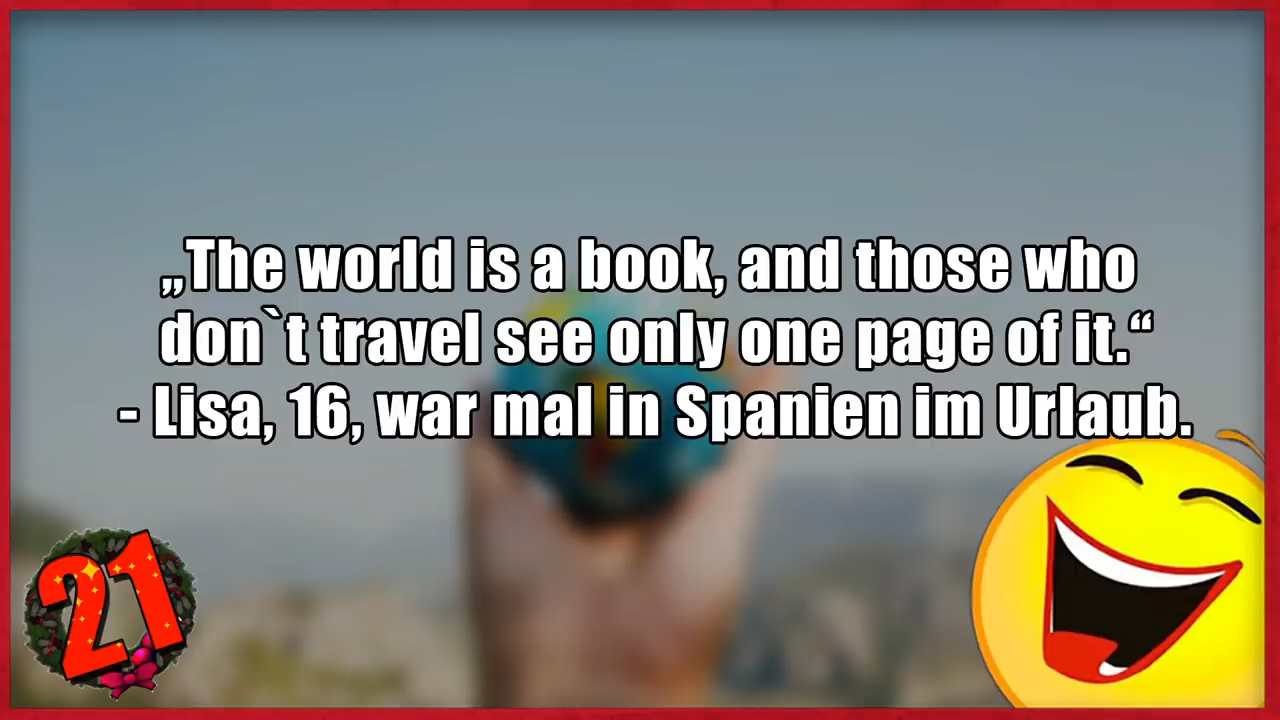 „The world is a book, and those who
don`t travel see only one page of it.“
- Lisa, 16, war mal in Spanien im Urlaub.
21